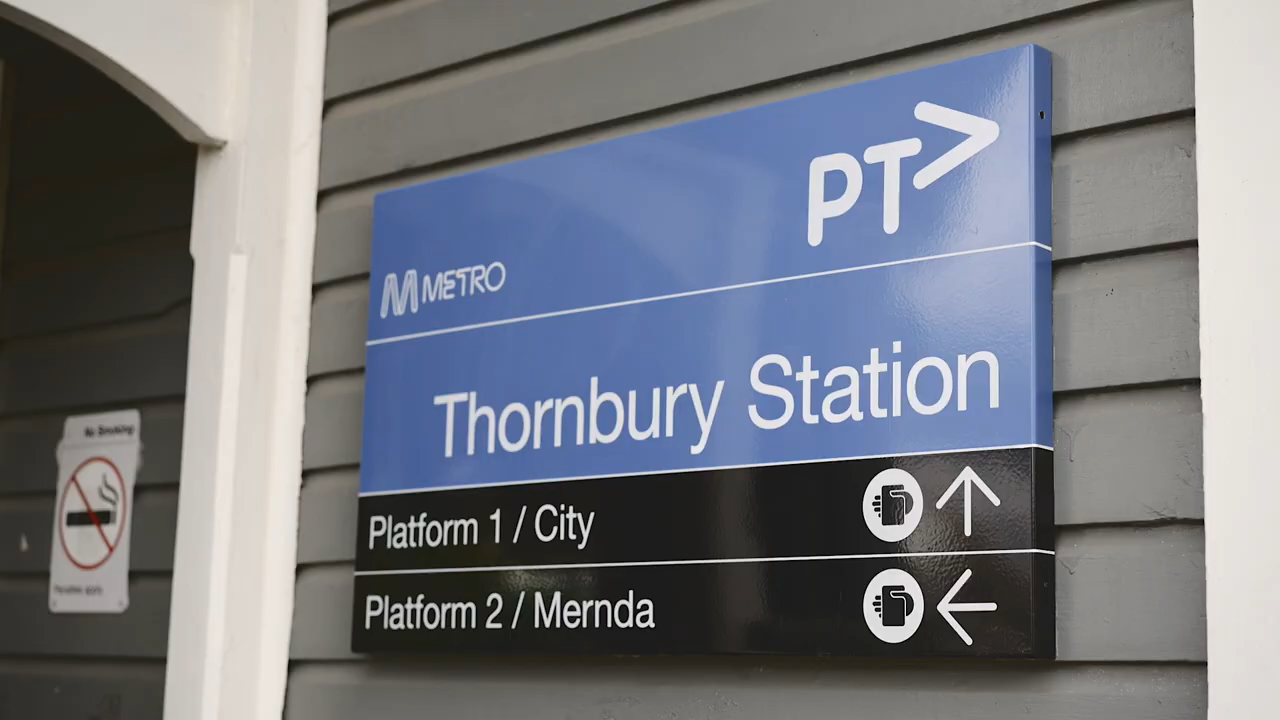 PT>
METRO
Thornbury Station
Platform 1 / City
Platform 2 / Mernda
No Smoking